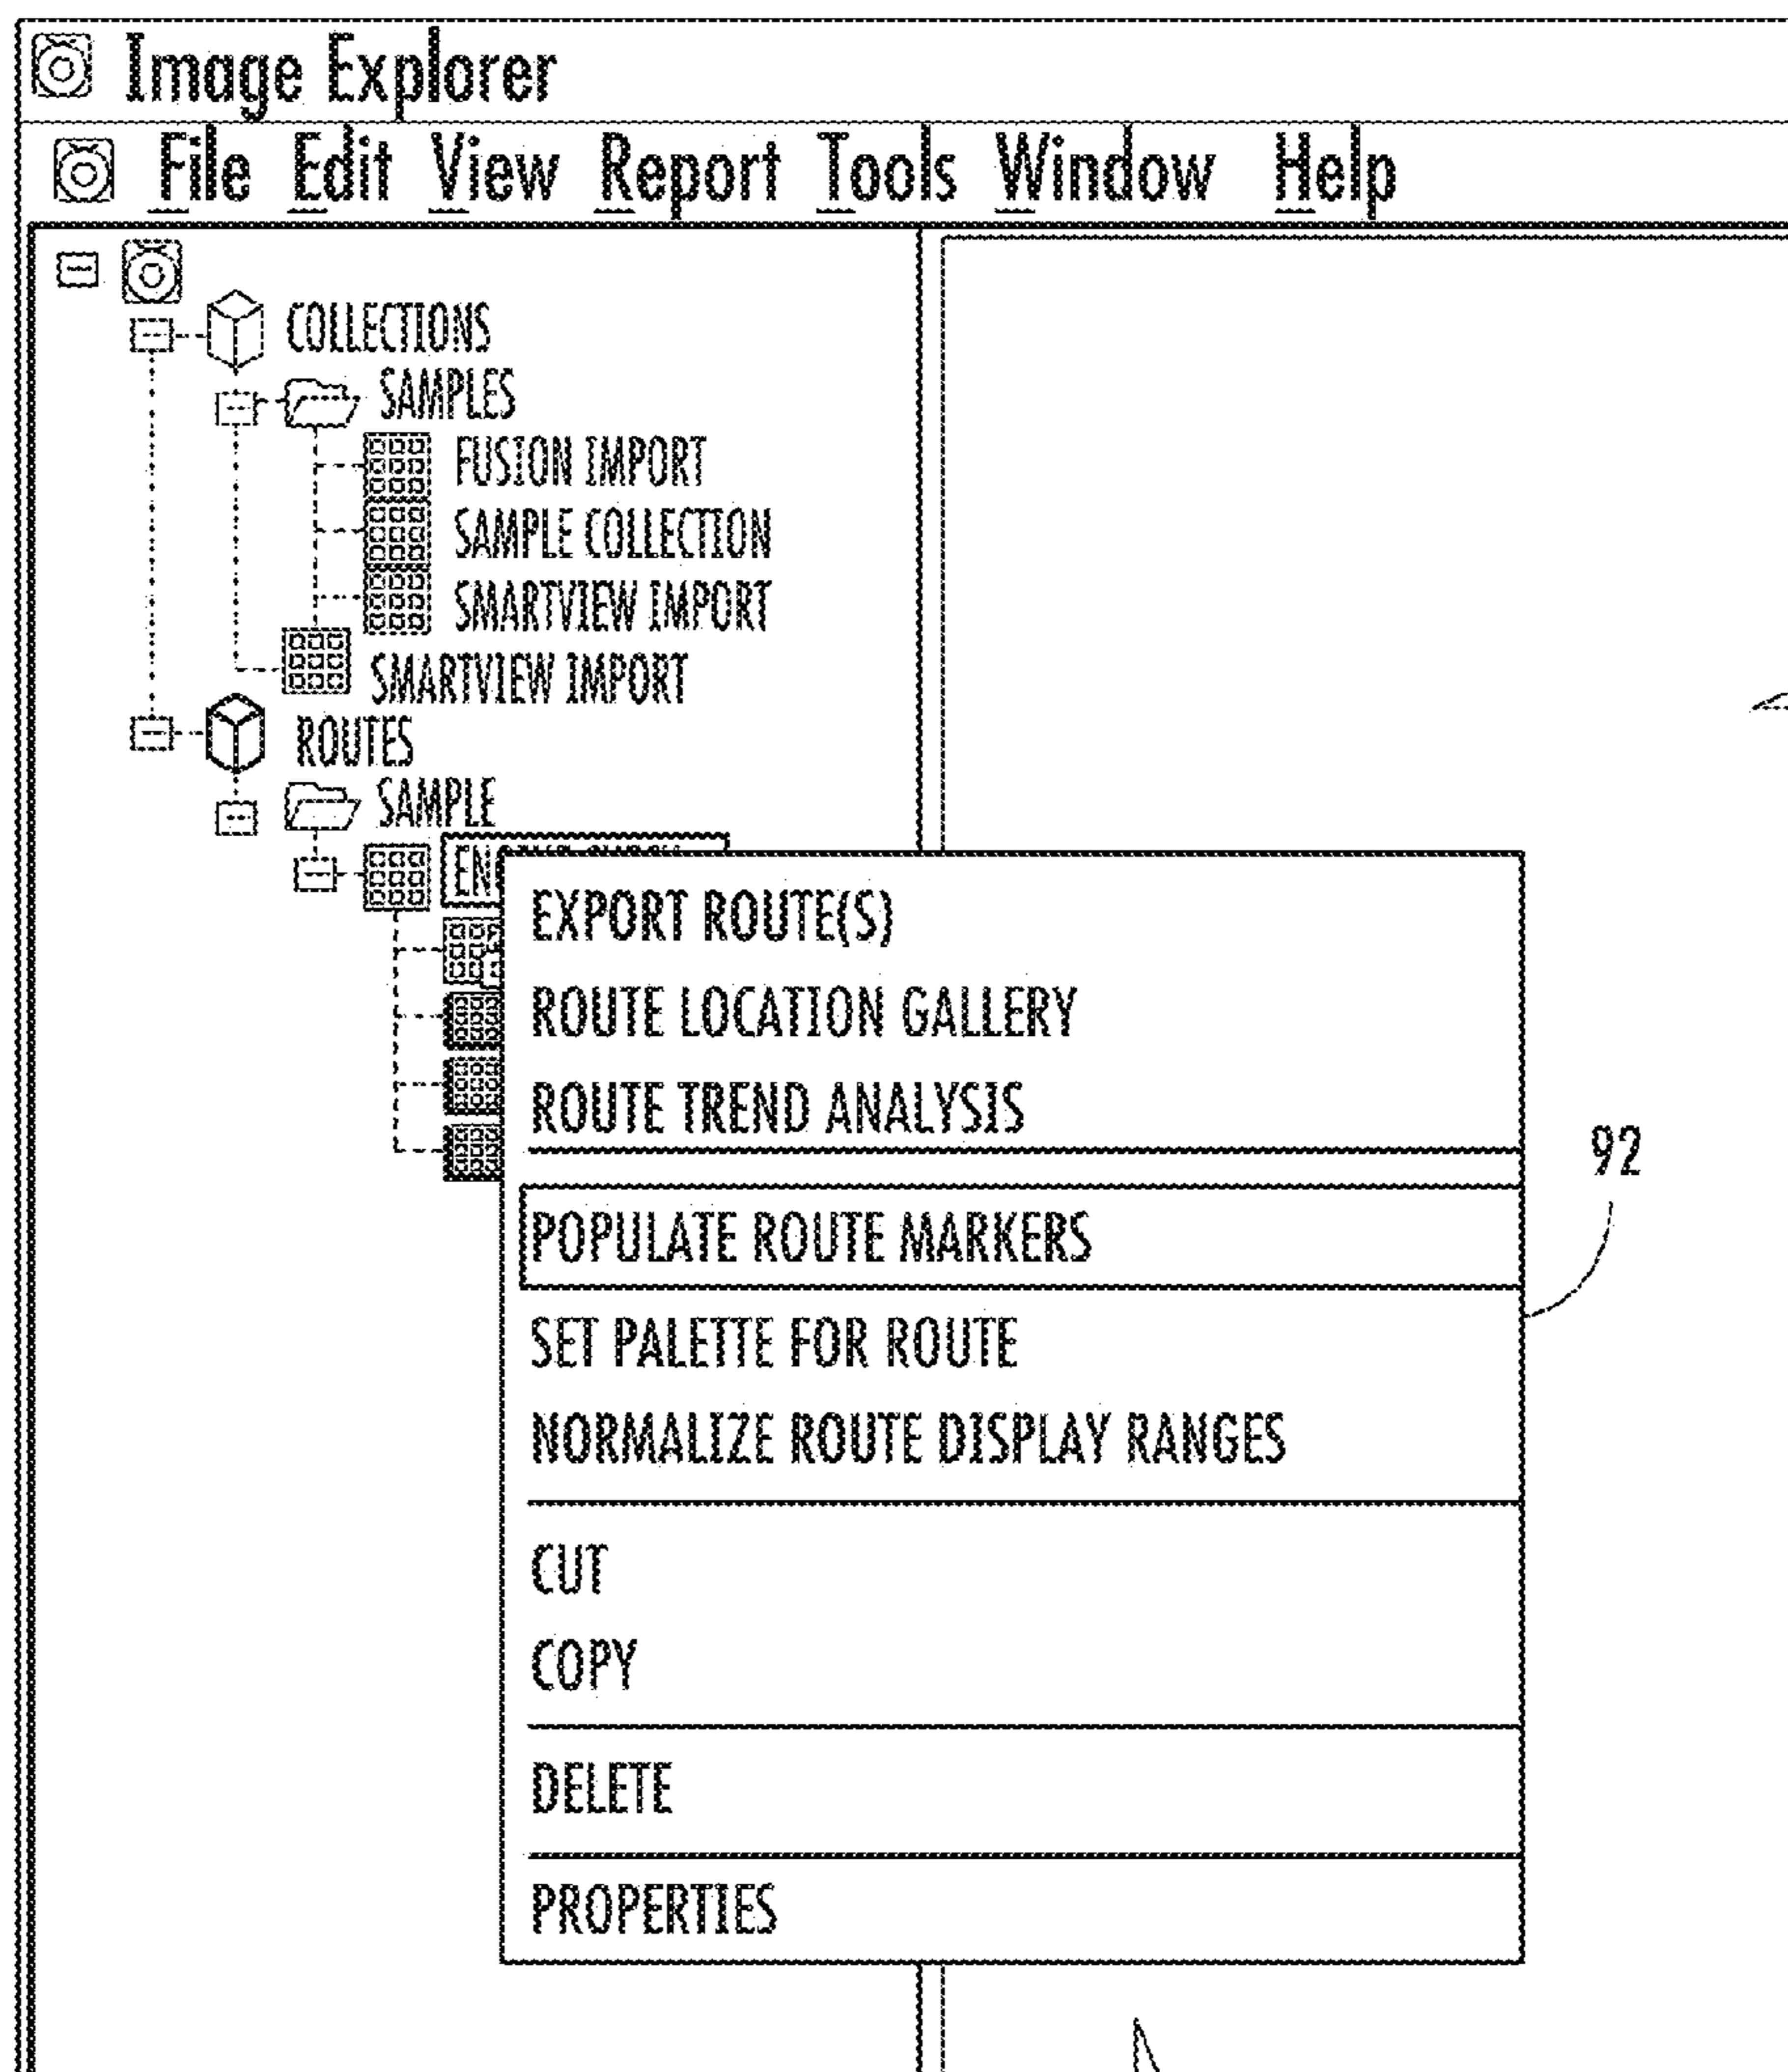 Image Explorer
File Edit View Report Tools Window Help
COLLECTIONS
SAMPLES
FUSION IMPORT
SAMPLE COLLECTION
SMARTVIEW IMPORT
SMARTVIEW IMPORT
ROUTES
SAMPLE
EXPORT ROUTE(S)
ROUTE LOCATION GALLERY
ROUTE TREND ANALYSIS
92
POPULATE ROUTE MARKERS
SET PALETTE FOR ROUTE
NORMALIZE ROUTE DISPLAY RANGES
CUT
COPY
DELETE
PROPERTIES